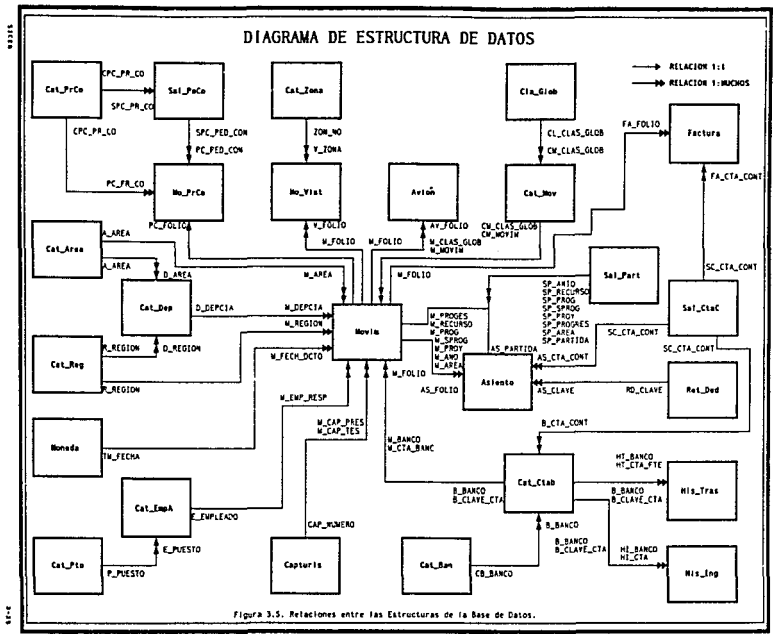 SICEN
DIAGRAMA DE ESTRUCTURA DE DATOS
RELACION 1:1
RELACION 1:MUCHOS
Cat_PrCo
CPC_PR_CO
SPC_PR_CO
Sal_PeCo
Cat_Zona
Cla_Glob
FA_FOLIO
Factura
CPC_PR_CO
SPC_PED_CON
PC_PED_CON
ZON_NO
V_ZONA
CL_CLAS_GLOB
CM_CLAS_GLOB
FA_CTA_CONT
PC_PR_CO
Mo_PrCo
Mo_Vist
Avión
Cat_Mov
PC_FOLIO
V_FOLIO
M_FOLIO
M_FOLIO
AV_FOLIO
M_CLAS_GLOB
M_MOVIM
CM_CLAS_GLOB
CM_MOVIM
Cat_Area
A_AREA
A_AREA
D_AREA
M_AREA
M_FOLIO
Sal_Part
SC_CTA_CONT
Cat_Dep
D_DEPCIA
M_DEPCIA
M_REGION
Movim
M_PROGES
M_RECURSO
M_PROG
M_SPROG
M_PROY
M_ANO
M_AREA
SP_ANIO
SP_RECURSO
SP_PROG
SP_SPROG
SP_PROY
SP_PROGRES
SP_AREA
SP_PARTIDA
Sal_CtaC
SC_CTA_CONT
SC_CTA_CONT
Cat_Reg
R_REGION
D_REGION
R_REGION
M_FECH_DCTO
M_FOLIO
AS_PARTIDA
AS_FOLIO
Asiento
AS_CTA_CONT
AS_CLAVE
RD_CLAVE
Ret_Ded
M_EMP_RESP
Moneda
TM_FECHA
M_CAP_PRES
M_CAP_TES
M_BANCO
M_CTA_BANC
B_CTA_CONT
Cat_EmpA
E_EMPLEADO
B_BANCO
B_CLAVE_CTA
Cat_Ctab
HT_BANCO
HT_CTA_FTE
B_BANCO
B_CLAVE_CTA
His_Tras
Cat_Pto
P_PUESTO
E_PUESTO
CAP_NUMERO
Capturis
Cat_Ban
CB_BANCO
B_BANCO
B_BANCO
B_CLAVE_CTA
HI_BANCO
HI_CTA
His_Ing
Figura 3.5. Relaciones entre las Estructuras de la Base de Datos.